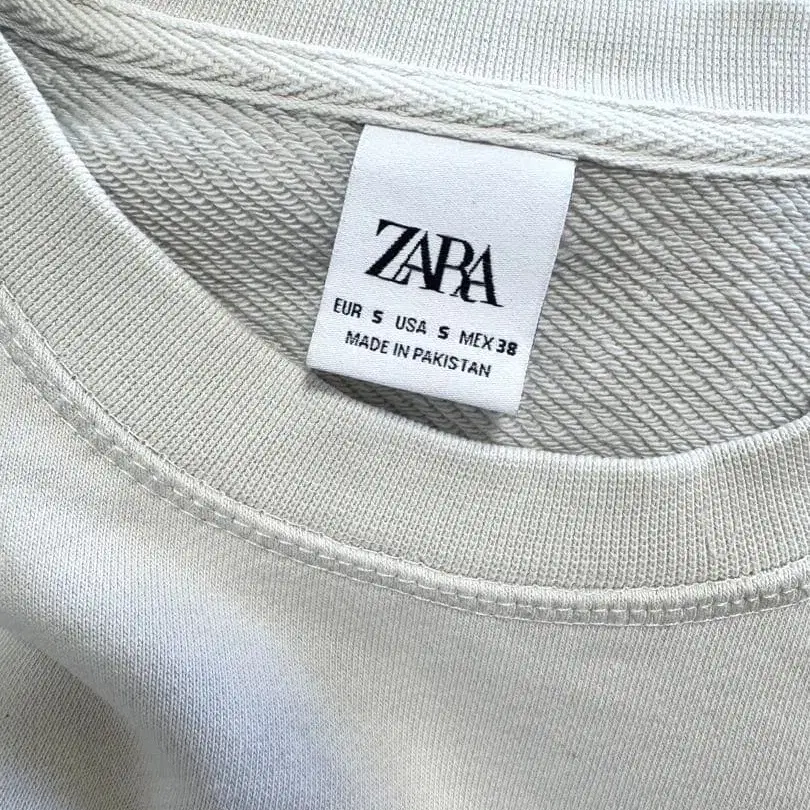 ZARA
EUR S USA S MEX 38
MADE IN PAKISTAN